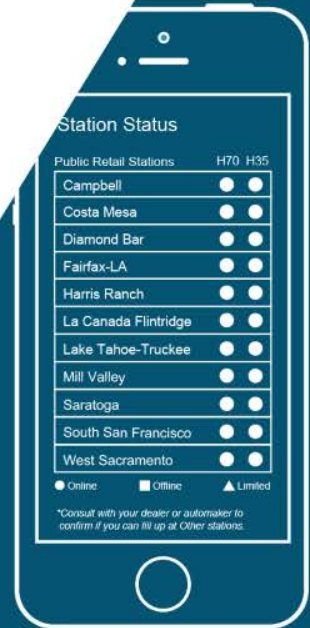 Station Status
Public Retail Stations H70 H35
Campbell
Costa Mesa
Diamond Bar
Fairfax-LA
Harris Ranch
La Canada Flintridge
Lake Tahoe-Truckee
Mill Valley
Saratoga
South San Francisco
West Sacramento
Online Offline Limited
*Consult with your dealer or automaker to
confirm if you can fill up at Other stations.